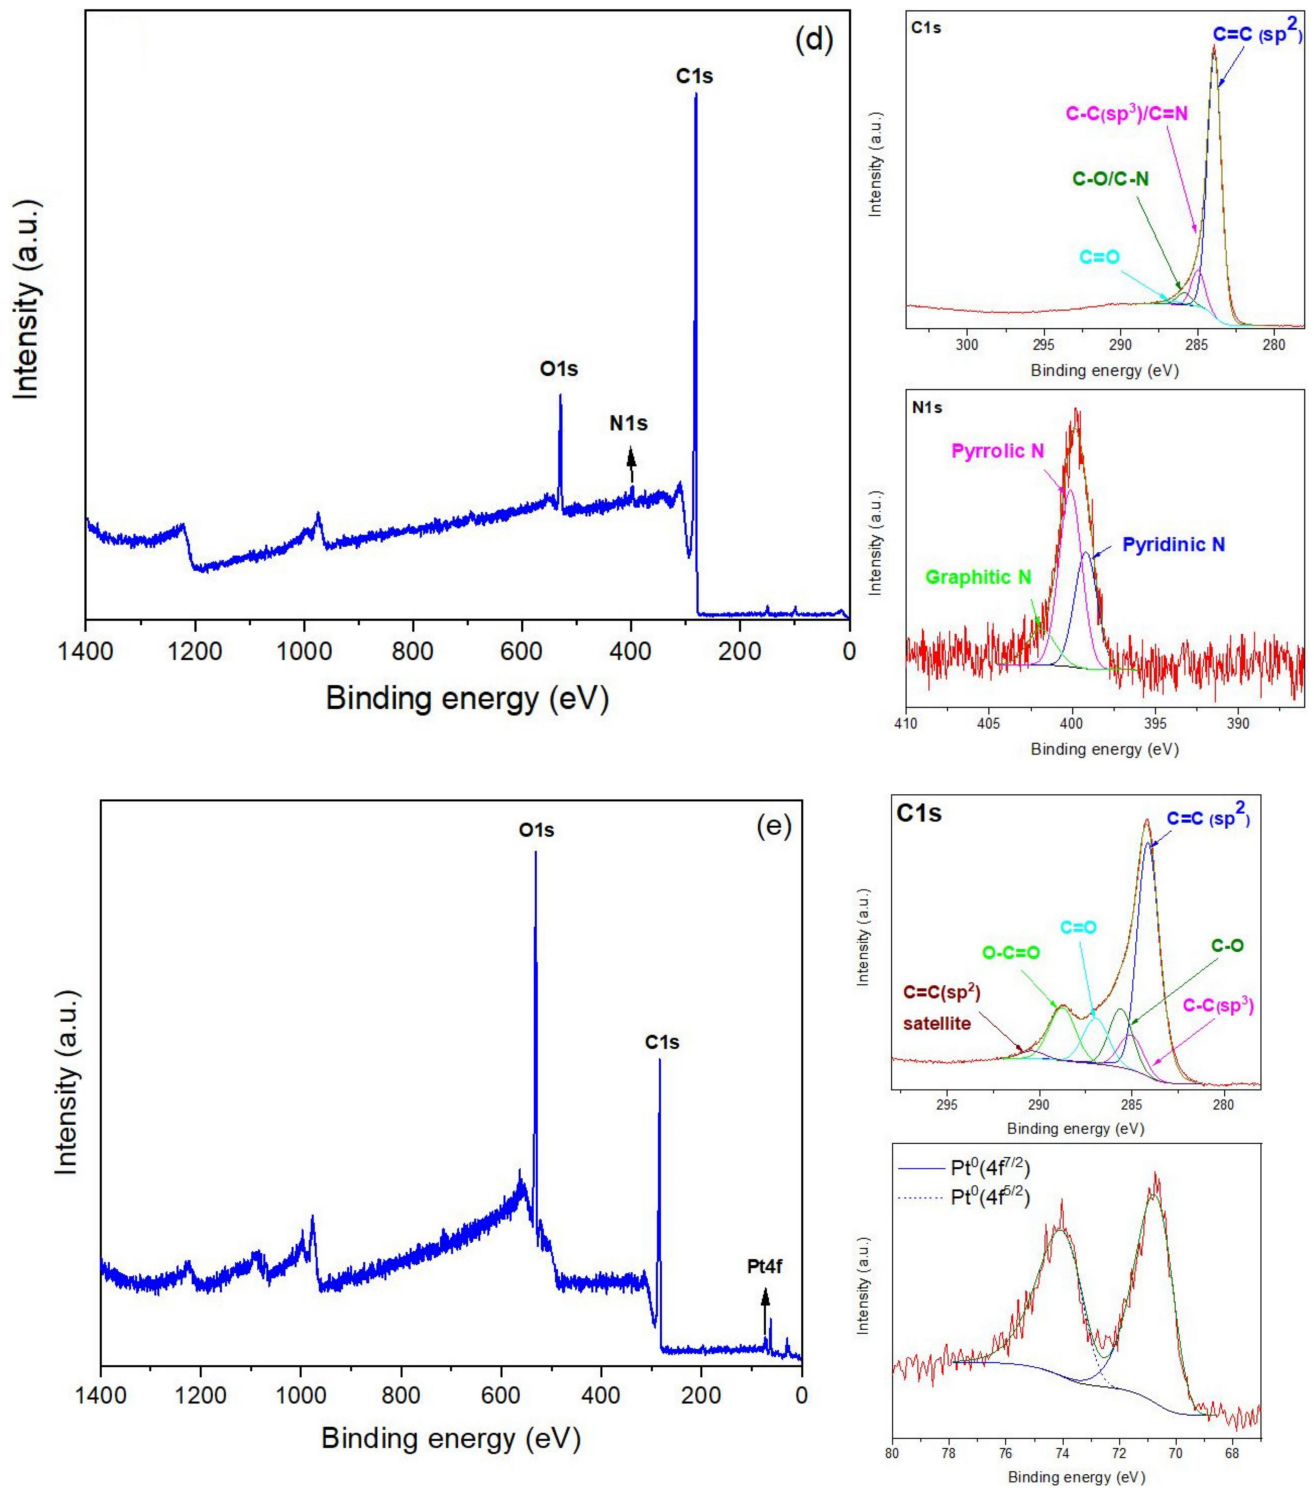 (d)
C1s
O1s
N1s
Intensity (a.u.)
1400 1200 1000 800 600 400 200 0
Binding energy (eV)
C1s
C=C (sp²)
C-C(sp³)/C=N
C-O/C-N
C=O
Intensity (a.u.)
300 295 290 285 280
Binding energy (eV)
N1s
Pyrrolic N
Pyridinic N
Graphitic N
Intensity (a.u.)
410 405 400 395 390
Binding energy (eV)
(e)
O1s
C1s
Pt4f
Intensity (a.u.)
1400 1200 1000 800 600 400 200 0
Binding energy (eV)
C1s
C=C (sp²)
C=O
O-C=O
C-O
C=C(sp²)
satellite
C-C(sp³)
Intensity (a.u.)
295 290 285 280
Binding energy (eV)
Pt⁰(4f⁷/²)
Pt⁰(4f⁵/²)
Intensity (a.u.)
80 78 76 74 72 70 68
Binding energy (eV)